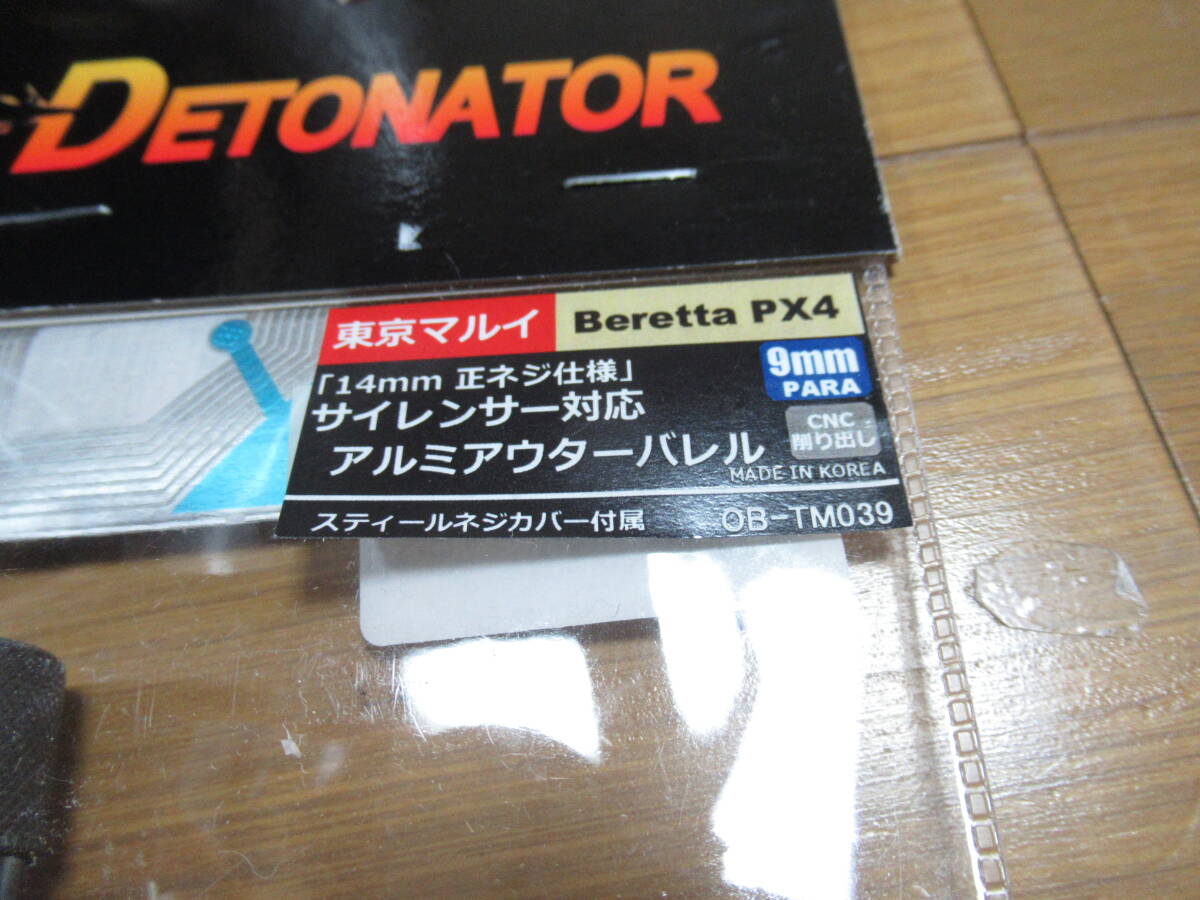 DETONATOR
東京マルイ Beretta PX4
「14mm 正ネジ仕様」
サイレンサー対応
アルミアウターバレル
9mm
PARA
CNC
削り出し
MADE IN KOREA
スティールネジカバー付属 OB-TM039